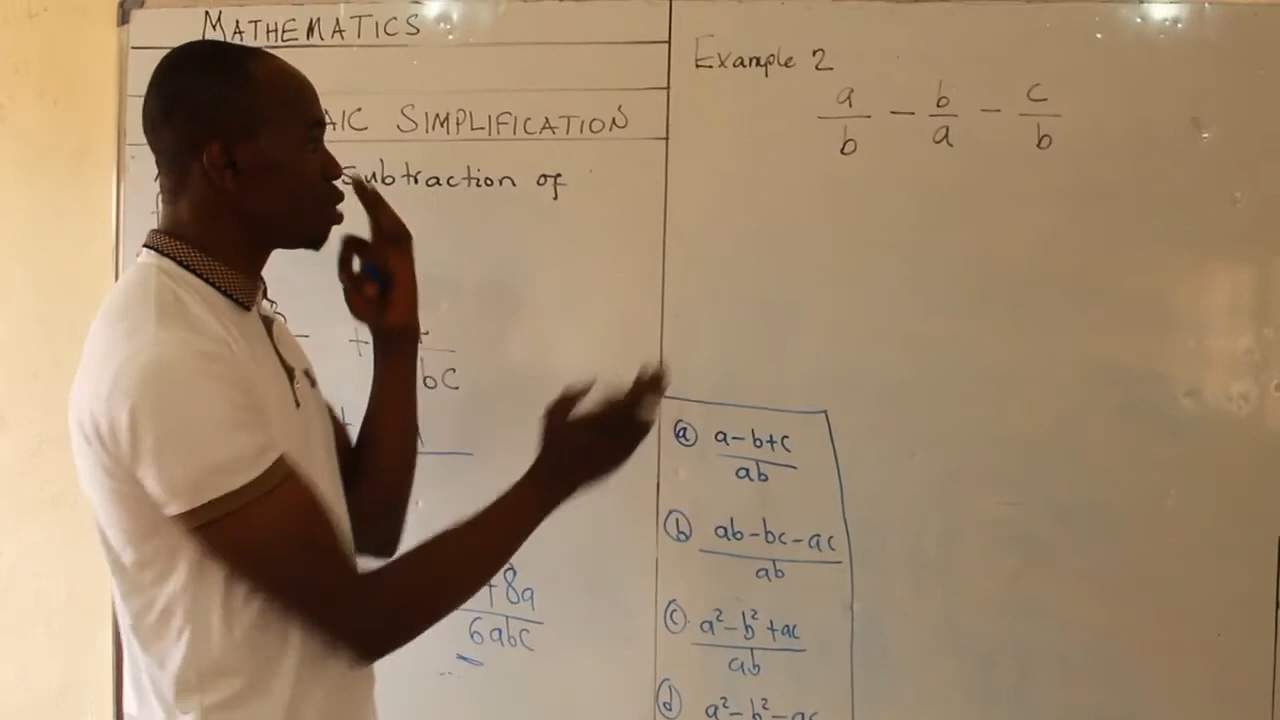 MATHEMATICS
AIC SIMPLIFICATION
Subtraction of
+
bc
+8a
6abc
Example 2
a/b - b/a - c/b
(a) a-b+c/ab
(b) ab-bc-ac/ab
(c) a²-b²+ac/ab
(d) a²-b²-ac